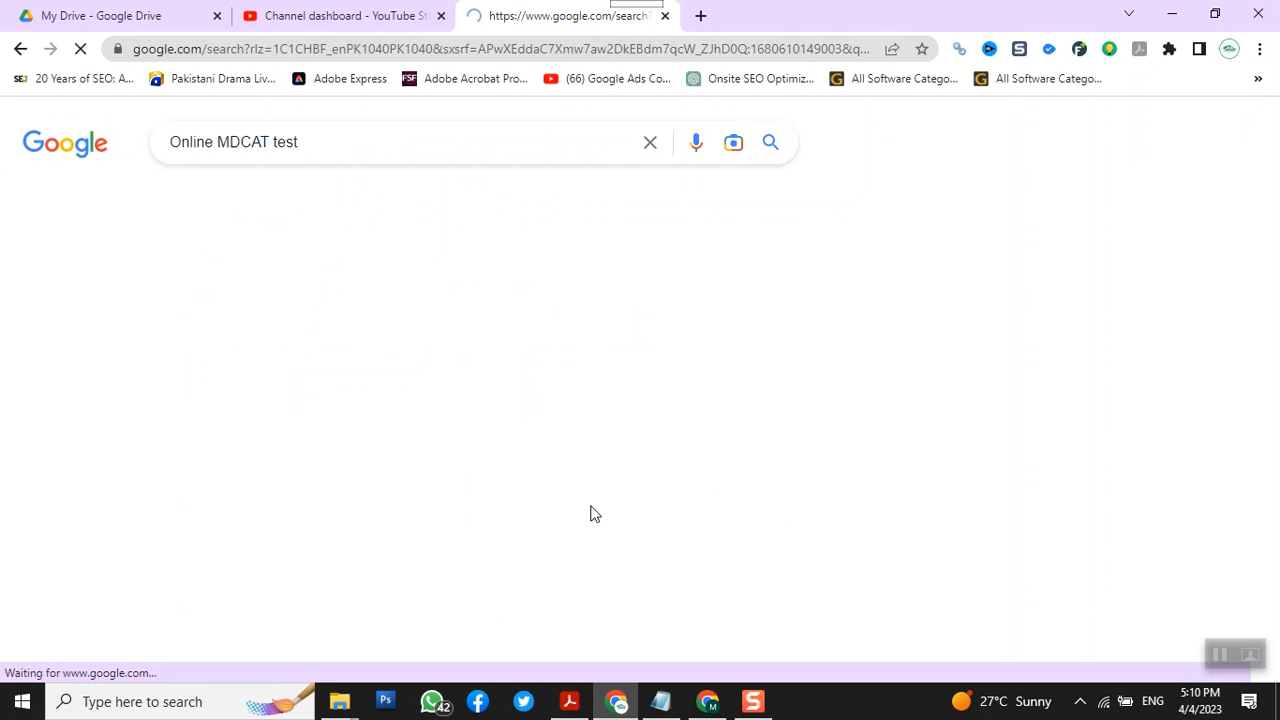 My Drive - Google Drive
Channel dashboard - YouTube St
https://www.google.com/search?
google.com/search?rlz=1C1CHBF_enPK1040PK1040&sxsrf=APwXEddaC7Xmw7aw2DkEBdm7qcW_ZJhD0Q:1680610149003&q...
20 Years of SEO: A...
Pakistani Drama Liv...
Adobe Express
Adobe Acrobat Pro...
(66) Google Ads Co...
Onsite SEO Optimiz...
All Software Catego...
All Software Catego...
»
Google
Online MDCAT test
Waiting for www.google.com...
Type here to search
42
27°C Sunny
ENG
5:10 PM
4/4/2023